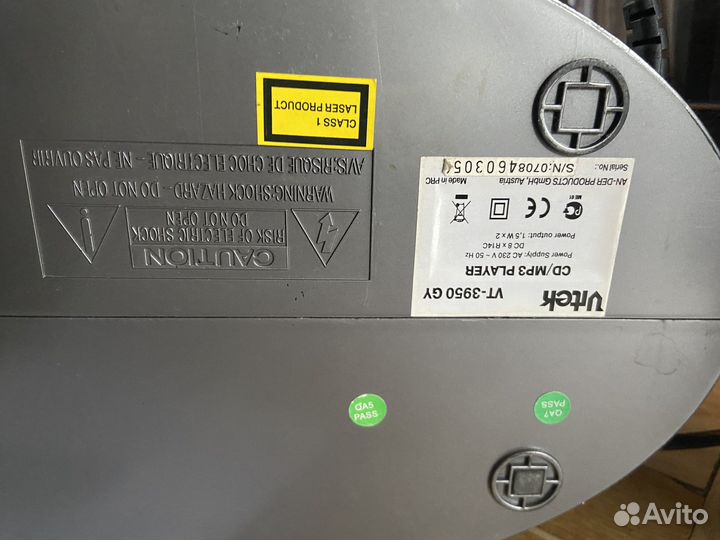 Vitek
VT-3950 GY
CD/MP3 PLAYER
Power Supply: AC 230 V ~ 50 Hz
DC 8 x R14C
Power output: 1,5 W x 2
ME 61
AN-DER PRODUCTS GmbH, Austria
Made in PRC
Serial No.:
S/N:0708460305
CLASS 1
LASER PRODUCT
CAUTION
RISK OF ELECTRIC SHOCK
DO NOT OPEN
WARNING:SHOCK HAZARD - DO NOT OPEN
AVIS:RISQUE DE CHOC ELECTRIQUE - NE PAS OUVRIR
QA5
PASS
QA7
PASS
Avito